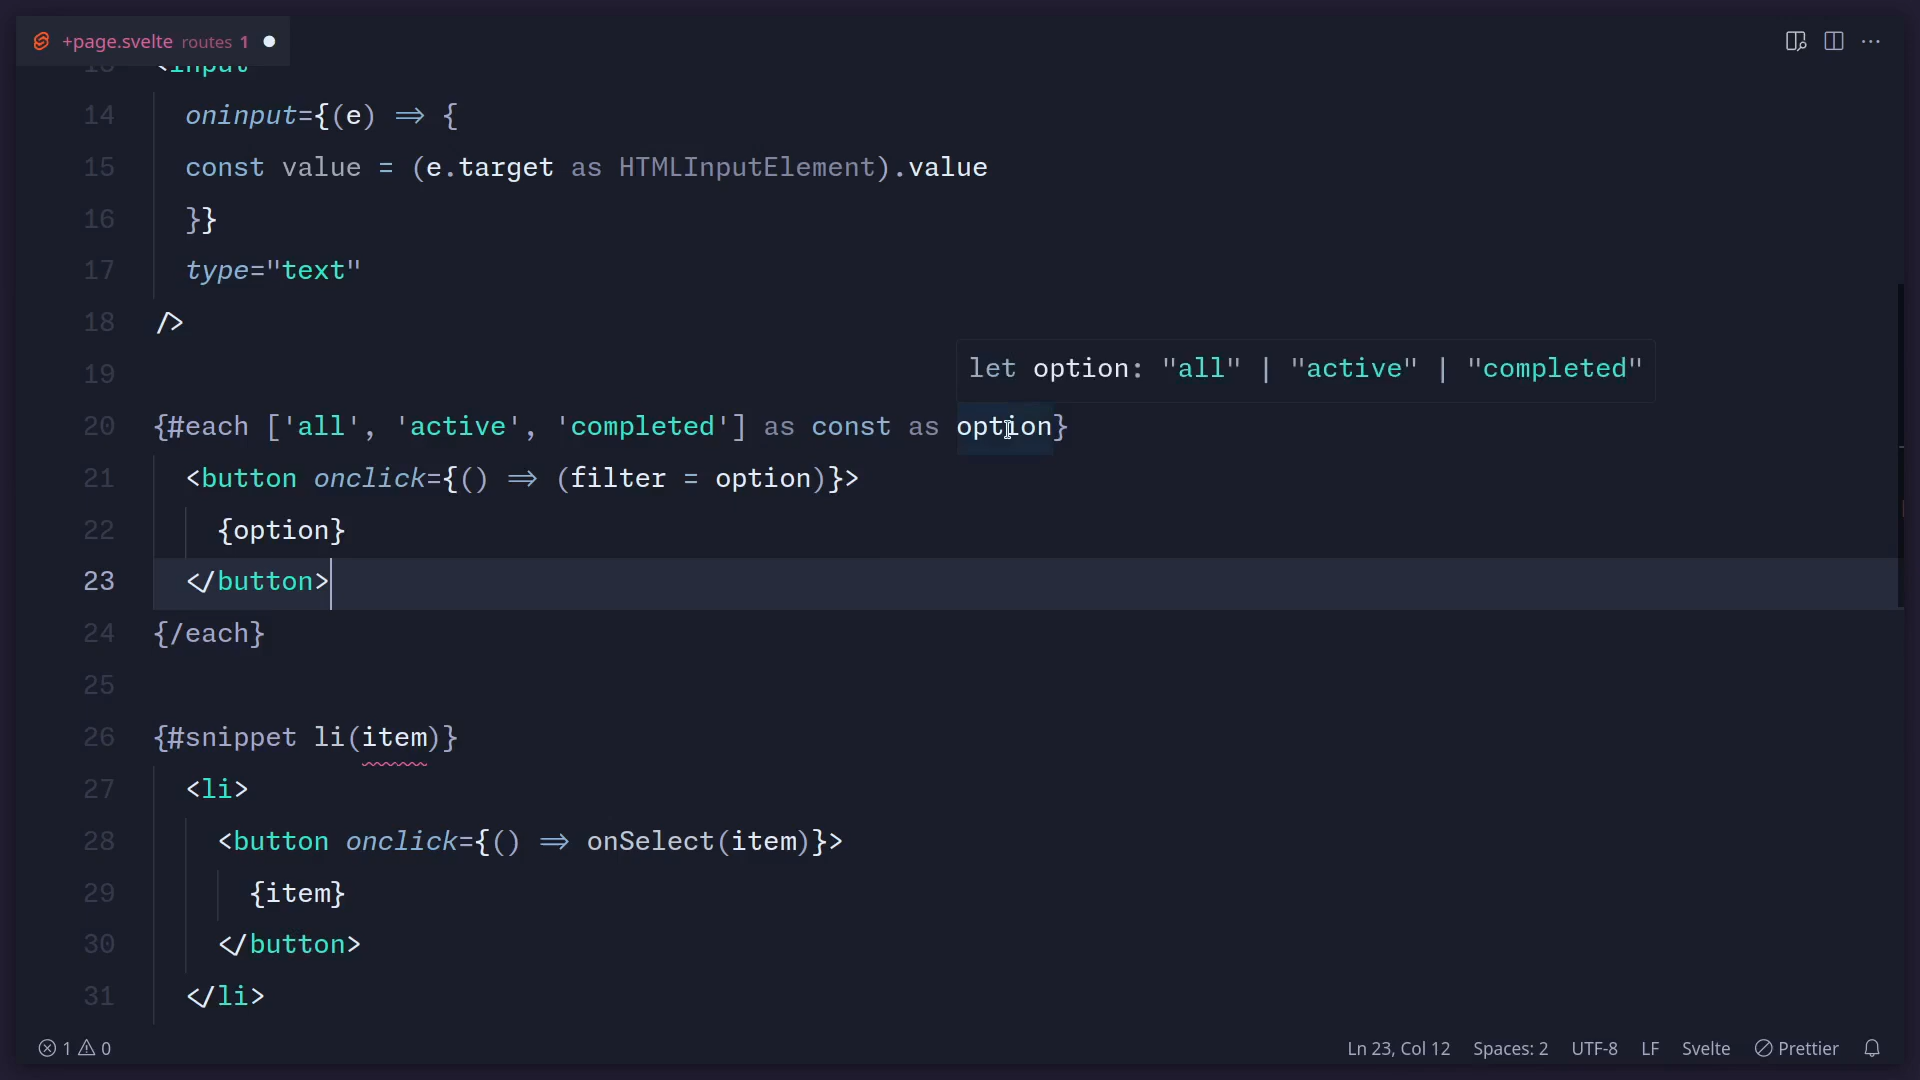 +page.svelte routes 1
13 <input
14 oninput={(e) => {
15 const value = (e.target as HTMLInputElement).value
16 }}
17 type="text"
18 />
19
let option: "all" | "active" | "completed"
20 {#each ['all', 'active', 'completed'] as const as option}
21 <button onclick={() => (filter = option)}>
22 {option}
23 </button>
24 {/each}
25
26 {#snippet li(item)}
27 <li>
28 <button onclick={() => onSelect(item)}>
29 {item}
30 </button>
31 </li>
1 0 Ln 23, Col 12 Spaces: 2 UTF-8 LF Svelte Prettier